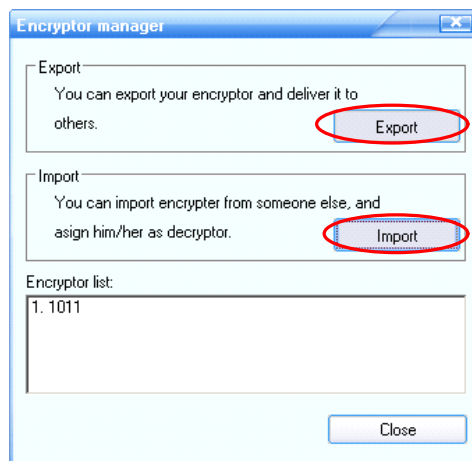 Encryptor manager
Export
You can export your encryptor and deliver it to
others.
Export
Import
You can import encrypter from someone else, and
asign him/her as decryptor.
Import
Encryptor list:
1. 1011
Close